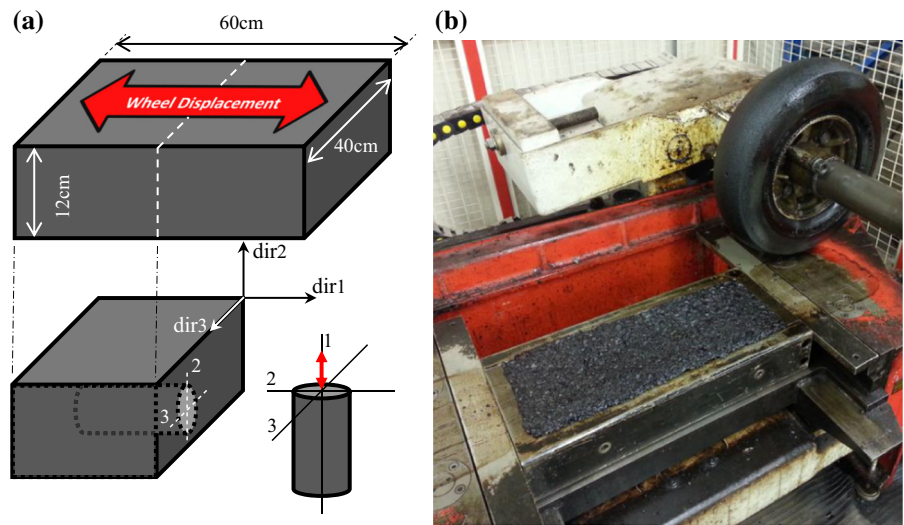 (a)
60cm
Wheel Displacement
40cm
12cm
dir2
dir1
dir3
2
3
1
2
3
(b)